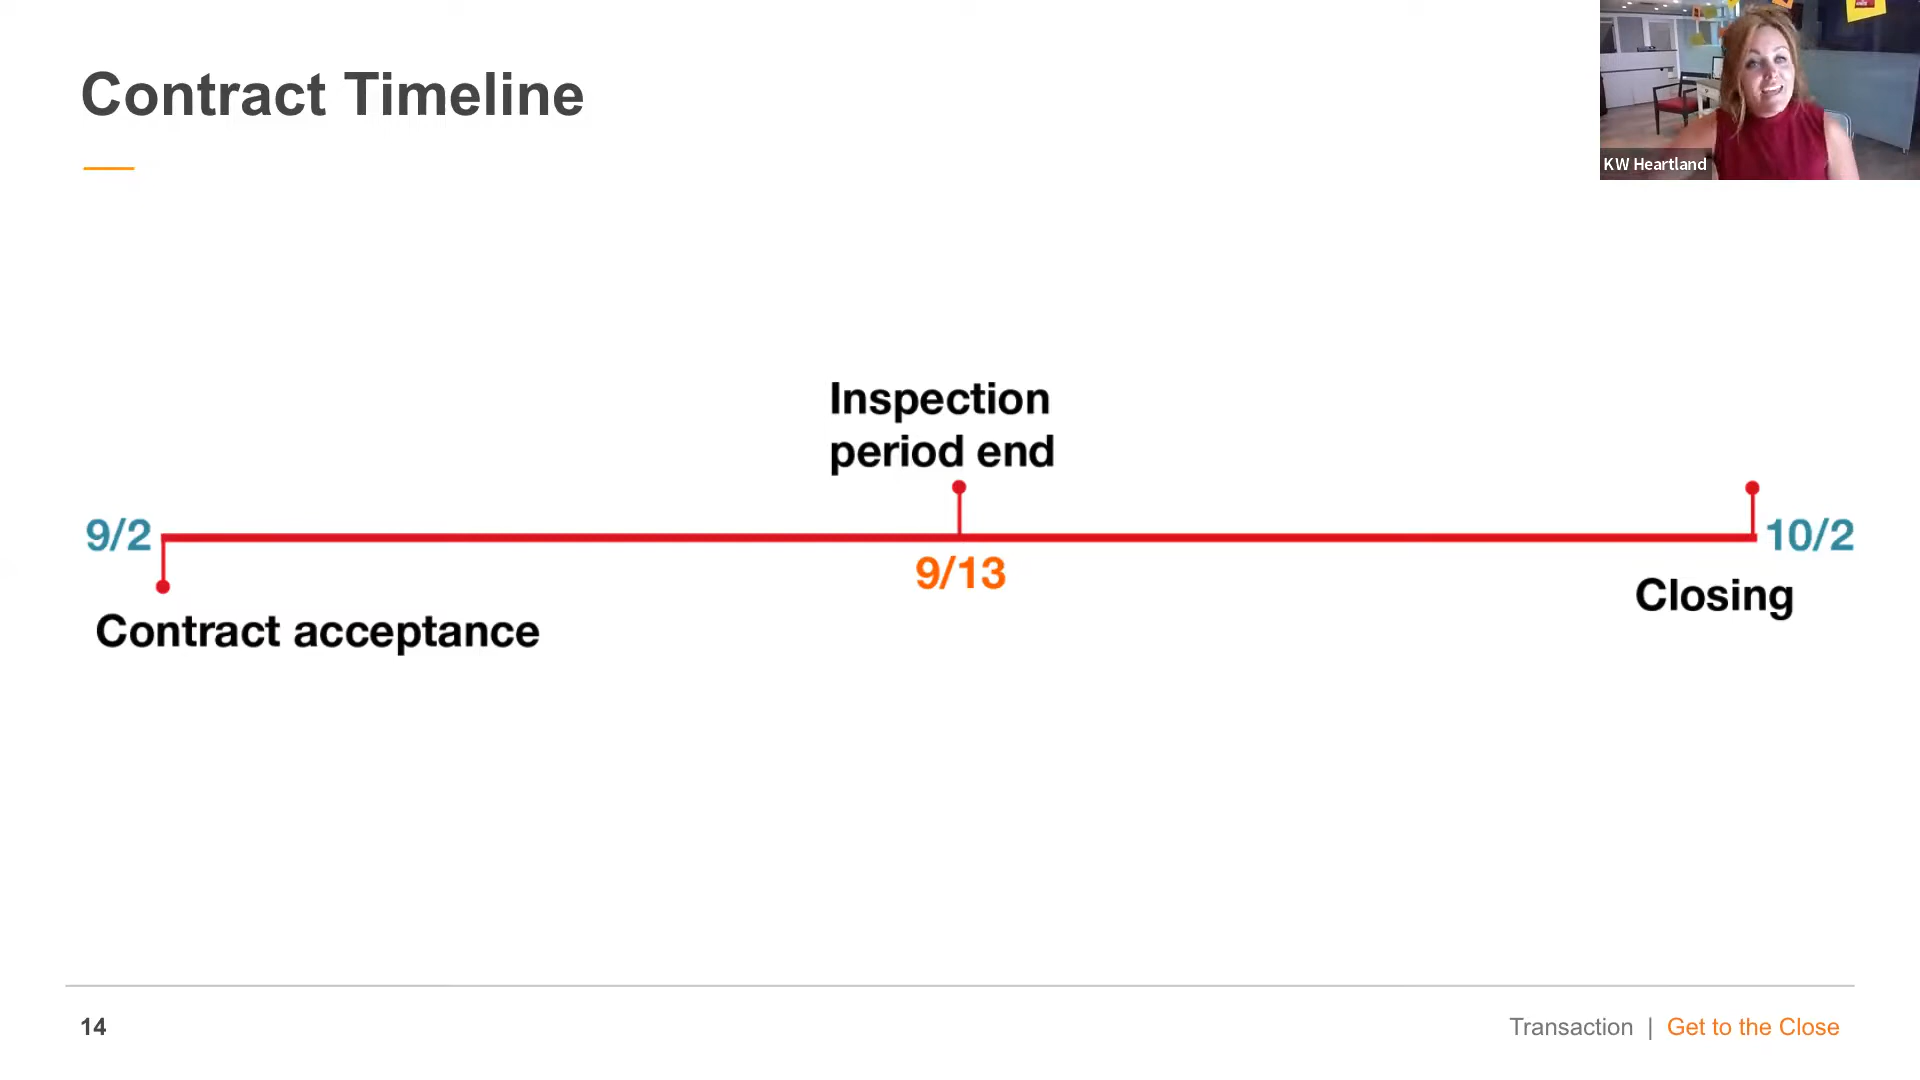 Contract Timeline
KW Heartland
Inspection
period end
9/2
10/2
9/13
Closing
Contract acceptance
14
Transaction | Get to the Close